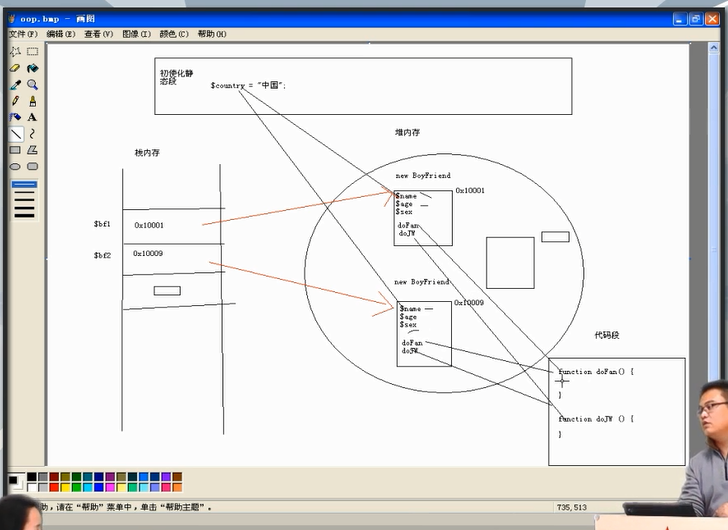 oop.bmp - 画图
文件(F) 编辑(E) 查看(V) 图像(I) 颜色(C) 帮助(H)
初使化静
态段
$country = "中国";
堆内存
栈内存
new BoyFriend
0x10001
$name
$age
$sex
doFan
doJW
$bf1
0x10001
$bf2
0x10009
new BoyFriend
0x10009
$name
$age
$sex
doFan
doJW
代码段
function doFan() {
}
function doJW () {
}
助，请在“帮助”菜单中，单击“帮助主题”。
735,513